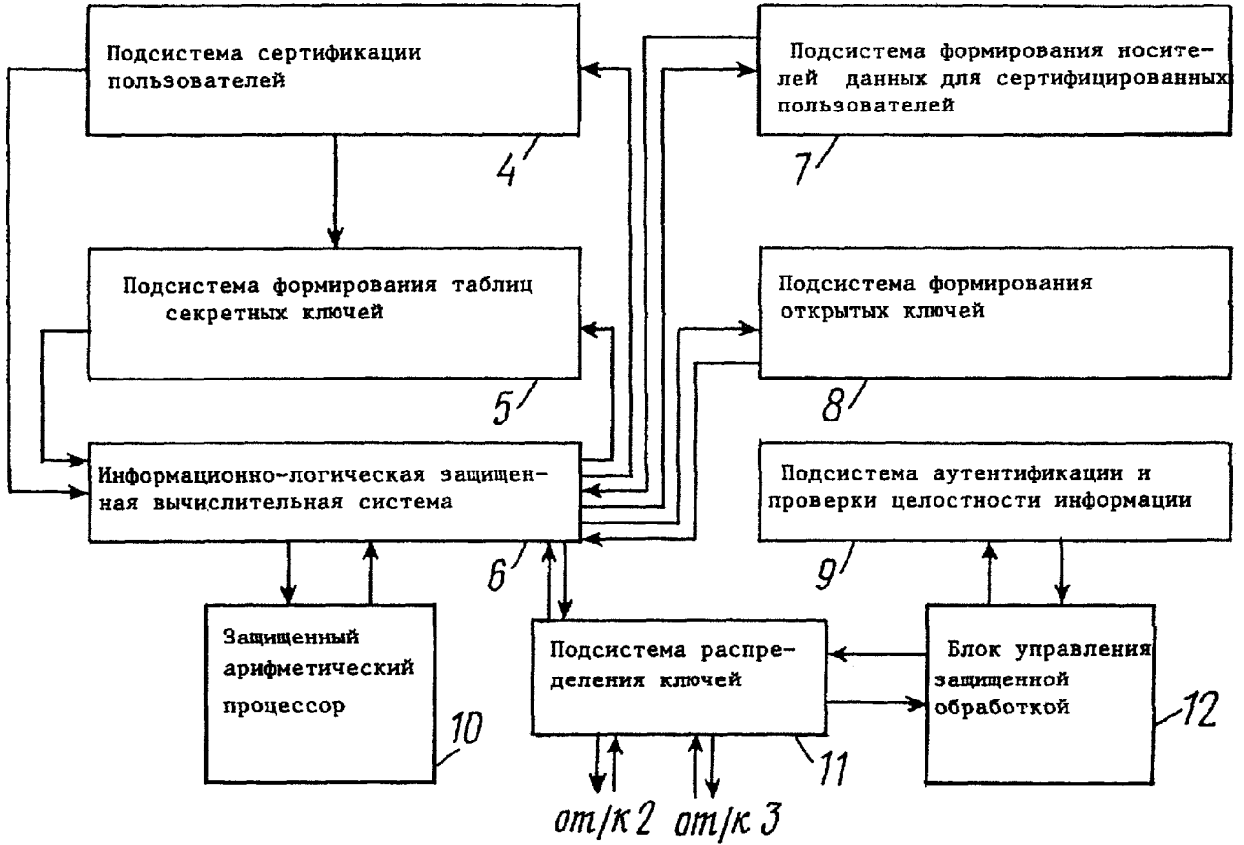 Подсистема сертификации
пользователей
4
Подсистема формирования носите-
лей данных для сертифицированных
пользователей
7
Подсистема формирования таблиц
секретных ключей
5
Подсистема формирования
открытых ключей
8
Информационно-логическая защищен-
ная вычислительная система
6
Подсистема аутентификации и
проверки целостности информации
9
Защищенный
арифметический
процессор
10
Подсистема распре-
деления ключей
11
Блок управления
защищенной
обработкой
12
от/к 2 от/к 3